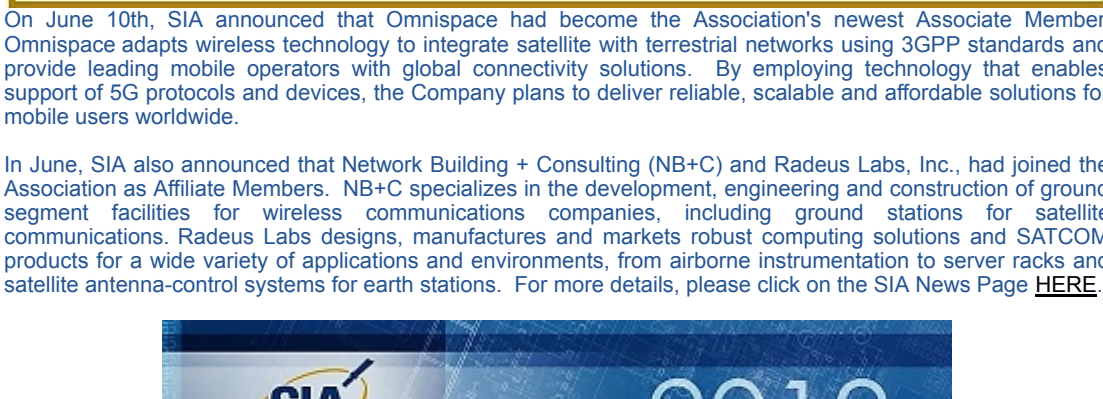 On June 10th, SIA announced that Omnispace had become the Association's newest Associate Member
Omnispace adapts wireless technology to integrate satellite with terrestrial networks using 3GPP standards and
provide leading mobile operators with global connectivity solutions. By employing technology that enables
support of 5G protocols and devices, the Company plans to deliver reliable, scalable and affordable solutions for
mobile users worldwide.
In June, SIA also announced that Network Building + Consulting (NB+C) and Radeus Labs, Inc., had joined the
Association as Affiliate Members. NB+C specializes in the development, engineering and construction of ground
segment facilities for wireless communications companies, including ground stations for satellite
communications. Radeus Labs designs, manufactures and markets robust computing solutions and SATCOM
products for a wide variety of applications and environments, from airborne instrumentation to server racks and
satellite antenna-control systems for earth stations. For more details, please click on the SIA News Page HERE.
SIA